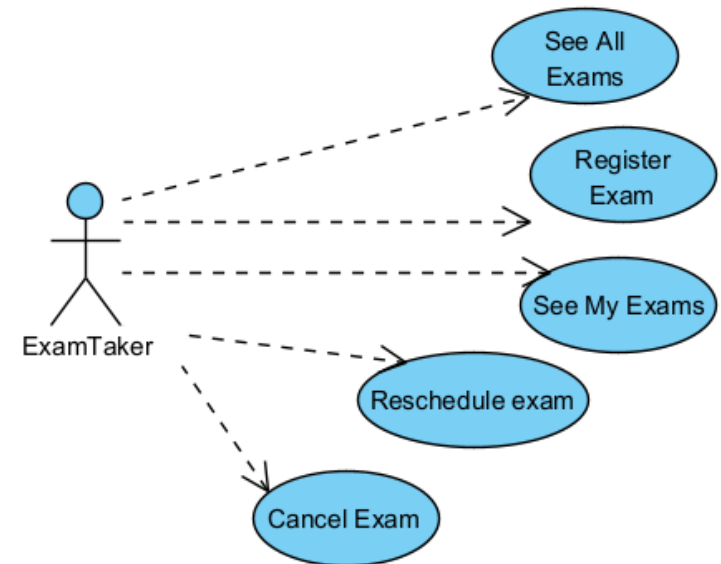 See All
Exams
Register
Exam
See My Exams
ExamTaker
Reschedule exam
Cancel Exam